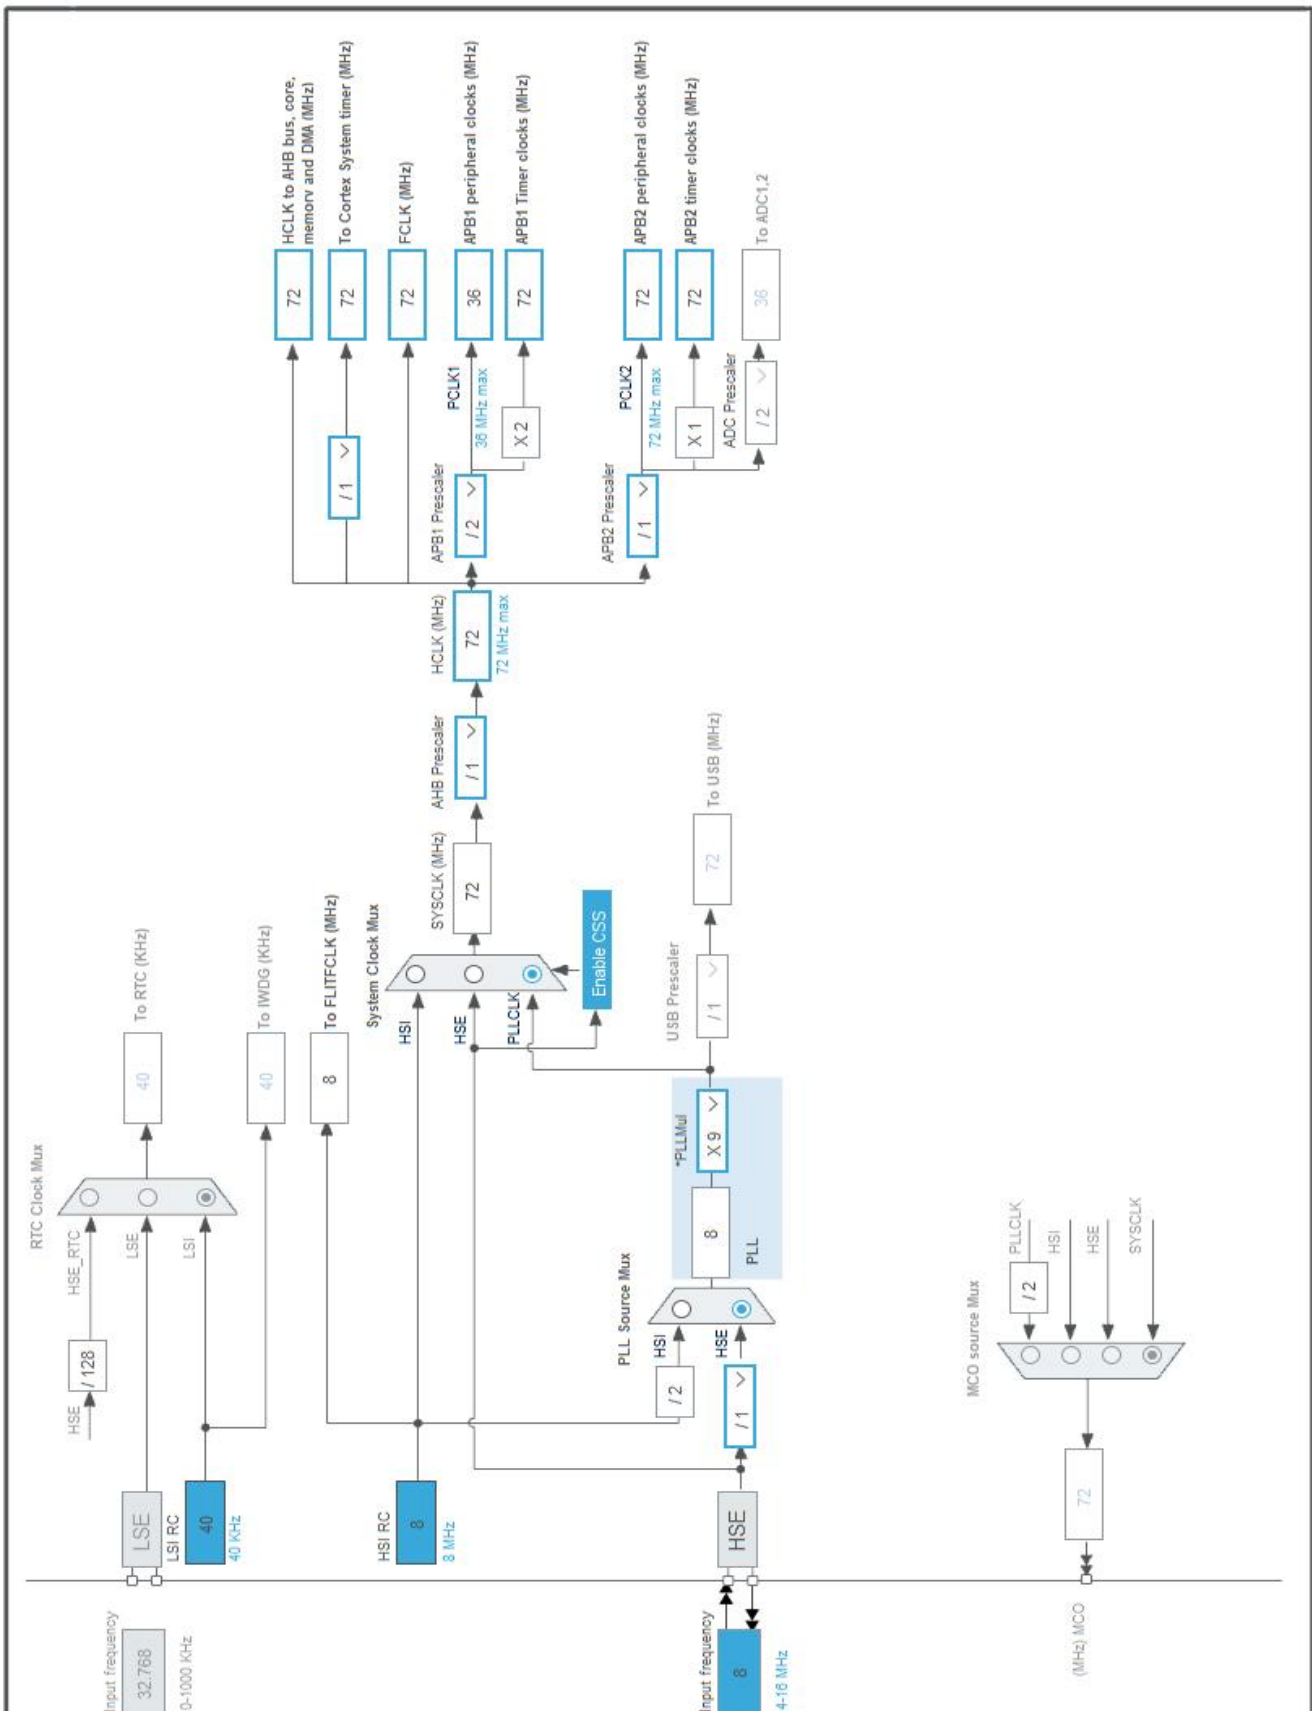 RTC Clock Mux
HSE
/ 128
HSE_RTC
Input frequency
32.768
0-1000 KHz
LSE
LSE
40
To RTC (KHz)
LSI RC
40
40 KHz
LSI
40
To IWDG (KHz)
8
To FLITFCLK (MHz)
HSI RC
8
8 MHz
System Clock Mux
HSI
HSE
PLLCLK
Enable CSS
SYSCLK (MHz)
72
AHB Prescaler
/ 1
HCLK (MHz)
72
72 MHz max
72
HCLK to AHB bus, core,
memory and DMA (MHz)
/ 1
72
To Cortex System timer (MHz)
72
FCLK (MHz)
APB1 Prescaler
/ 2
PCLK1
36 MHz max
36
APB1 peripheral clocks (MHz)
X 2
72
APB1 Timer clocks (MHz)
APB2 Prescaler
/ 1
PCLK2
72 MHz max
72
APB2 peripheral clocks (MHz)
X 1
72
APB2 timer clocks (MHz)
ADC Prescaler
/ 2
36
To ADC1,2
PLL Source Mux
/ 2
HSI
Input frequency
8
4-16 MHz
HSE
/ 1
HSE
8
*PLLMul
X 9
PLL
USB Prescaler
/ 1
72
To USB (MHz)
MCO source Mux
(MHz) MCO
72
/ 2
PLLCLK
HSI
HSE
SYSCLK